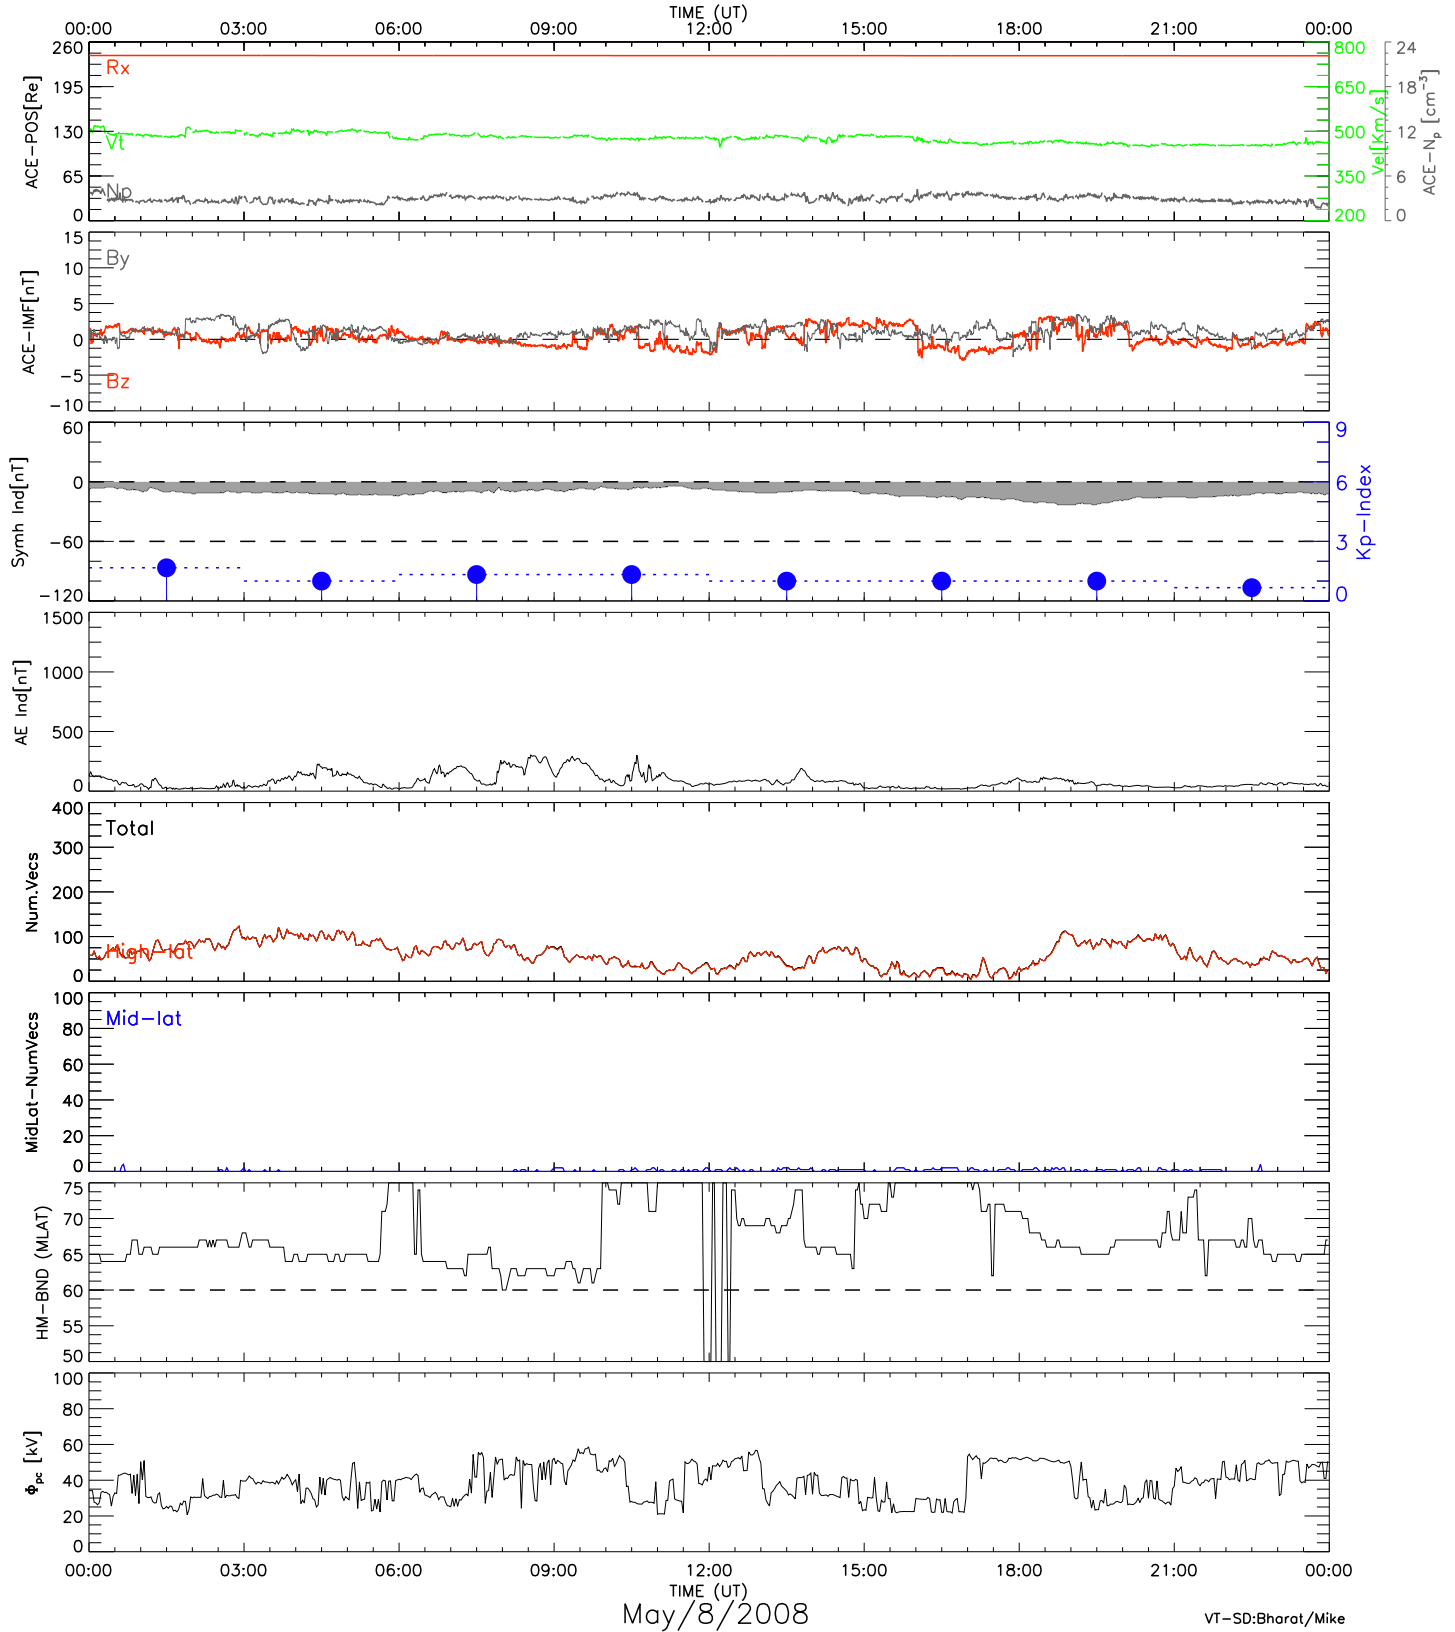 TIME (UT)
00:00 03:00 06:00 09:00 12:00 15:00 18:00 21:00 00:00
260 195 130 65 0
ACE-POS[Re]
Rx
Vt
Np
800 650 500 350 200
Vel[Km/s]
24 18 12 6 0
ACE-Np [cm-3]
15 10 5 0 -5 -10
ACE-IMF[nT]
By
Bz
60 0 -60 -120
Symh Ind[nT]
9 6 3 0
Kp-Index
1500 1000 500 0
AE Ind[nT]
400 300 200 100 0
Num.Vecs
Total
High-lat
100 80 60 40 20 0
MidLat-NumVecs
Mid-lat
75 70 65 60 55 50
HM-BND (MLAT)
100 80 60 40 20 0
Φpc [kV]
00:00 03:00 06:00 09:00 12:00 15:00 18:00 21:00 00:00
TIME (UT)
May/8/2008
VT-SD:Bharat/Mike